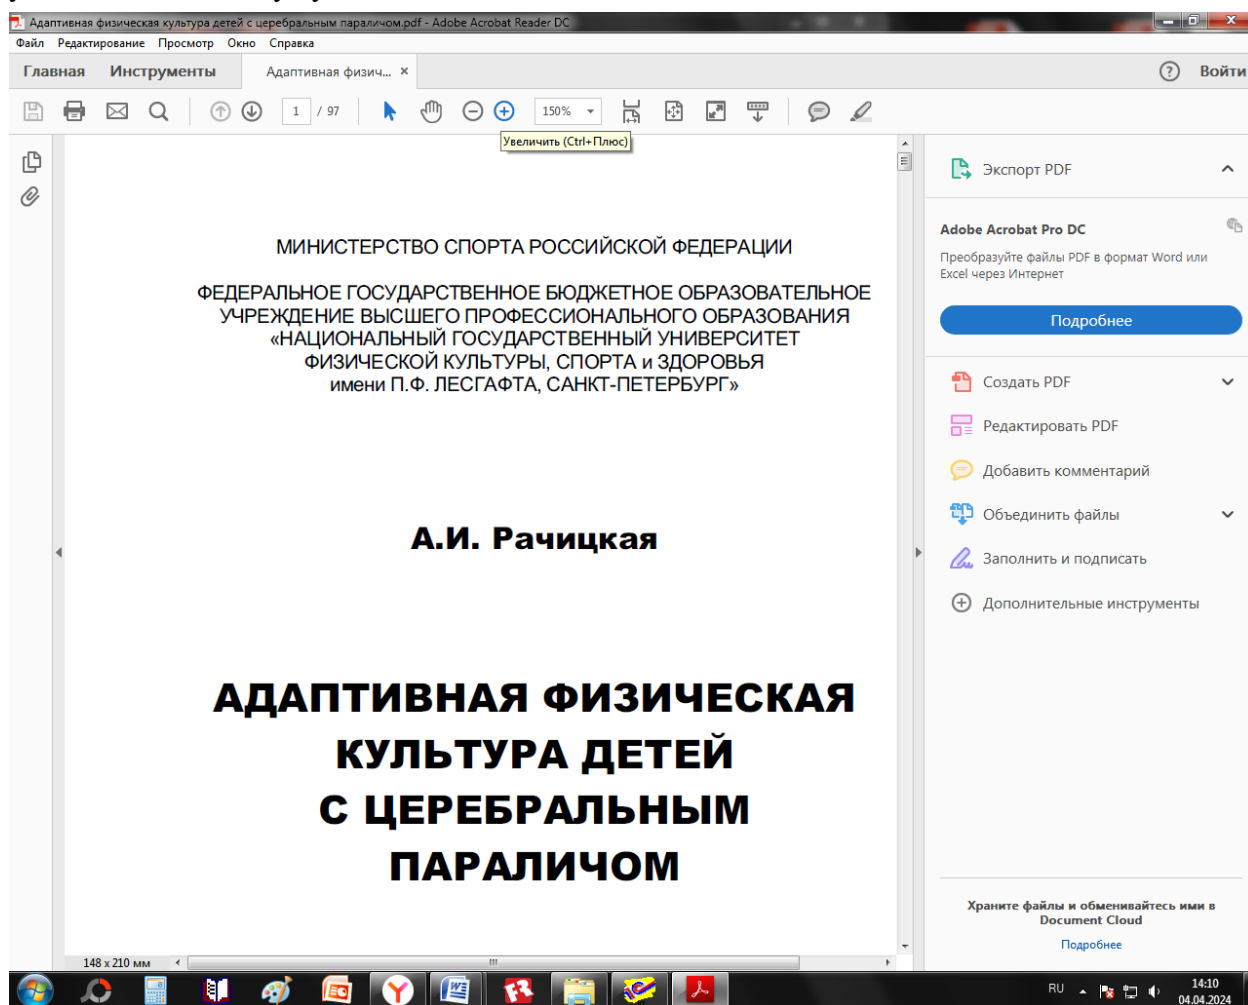 Адаптивная физическая культура детей с церебральным параличом.pdf - Adobe Acrobat Reader DC
Файл Редактирование Просмотр Окно Справка
Главная Инструменты Адаптивная физич... × ? Войти
1 / 97 150%
Увеличить (Ctrl+Плюс)
МИНИСТЕРСТВО СПОРТА РОССИЙСКОЙ ФЕДЕРАЦИИ
ФЕДЕРАЛЬНОЕ ГОСУДАРСТВЕННОЕ БЮДЖЕТНОЕ ОБРАЗОВАТЕЛЬНОЕ
УЧРЕЖДЕНИЕ ВЫСШЕГО ПРОФЕССИОНАЛЬНОГО ОБРАЗОВАНИЯ
«НАЦИОНАЛЬНЫЙ ГОСУДАРСТВЕННЫЙ УНИВЕРСИТЕТ
ФИЗИЧЕСКОЙ КУЛЬТУРЫ, СПОРТА и ЗДОРОВЬЯ
имени П.Ф. ЛЕСГАФТА, САНКТ-ПЕТЕРБУРГ»
А.И. Рачицкая
АДАПТИВНАЯ ФИЗИЧЕСКАЯ
КУЛЬТУРА ДЕТЕЙ
С ЦЕРЕБРАЛЬНЫМ
ПАРАЛИЧОМ
148 x 210 мм
Экспорт PDF
Adobe Acrobat Pro DC
Преобразуйте файлы PDF в формат Word или
Excel через Интернет
Подробнее
Создать PDF
Редактировать PDF
Добавить комментарий
Объединить файлы
Заполнить и подписать
Дополнительные инструменты
Храните файлы и обменивайтесь ими в
Document Cloud
Подробнее
RU 14:10
04.04.2024